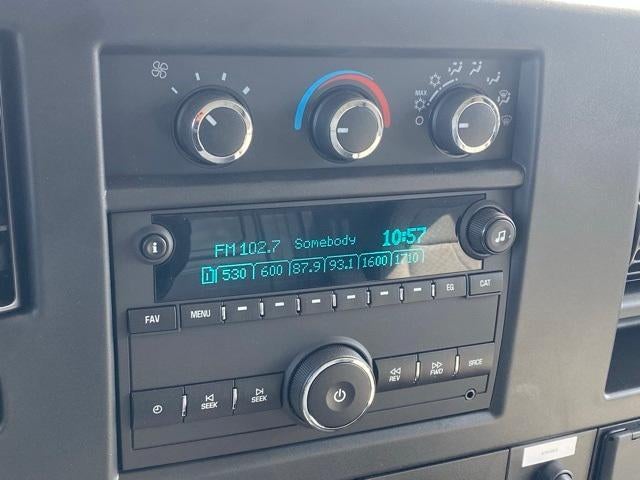 MAX
FM 102.7 Somebody 10:57
1 530 600 87.9 93.1 1600 1710
i
FAV MENU EQ CAT
SEEK SEEK REV FWD SRCE